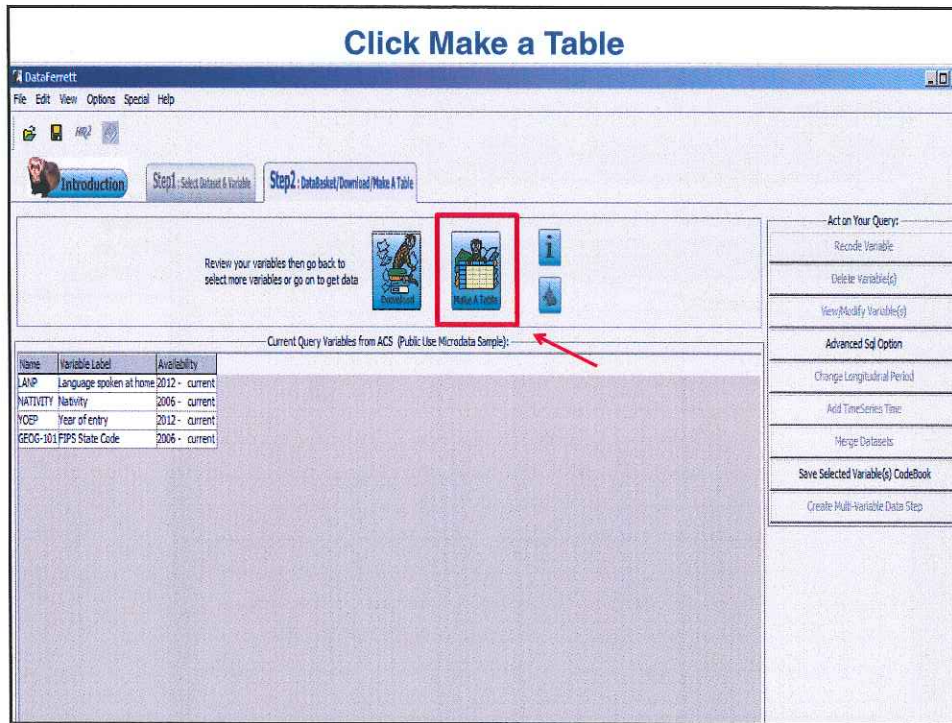 Click Make a Table
DataFerrett
File Edit View Options Special Help
HQ2
Introduction
Step1 : Select Dataset & Variable
Step2 : DataBasket/Download/Make A Table
Review your variables then go back to
select more variables or go on to get data
Download
Make A Table
i
Act on Your Query:
Recode Variable
Delete Variable(s)
View/Modify Variable(s)
Advanced Sql Option
Change Longitudinal Period
Add TimeSeries Time
Merge Datasets
Save Selected Variable(s) CodeBook
Create Multi-Variable Data Step
Current Query Variables from ACS (Public Use Microdata Sample):
Name Variable Label Availability
LANP Language spoken at home 2012 - current
NATIVITY Nativity 2006 - current
YOEP Year of entry 2012 - current
GEOG-101 FIPS State Code 2006 - current